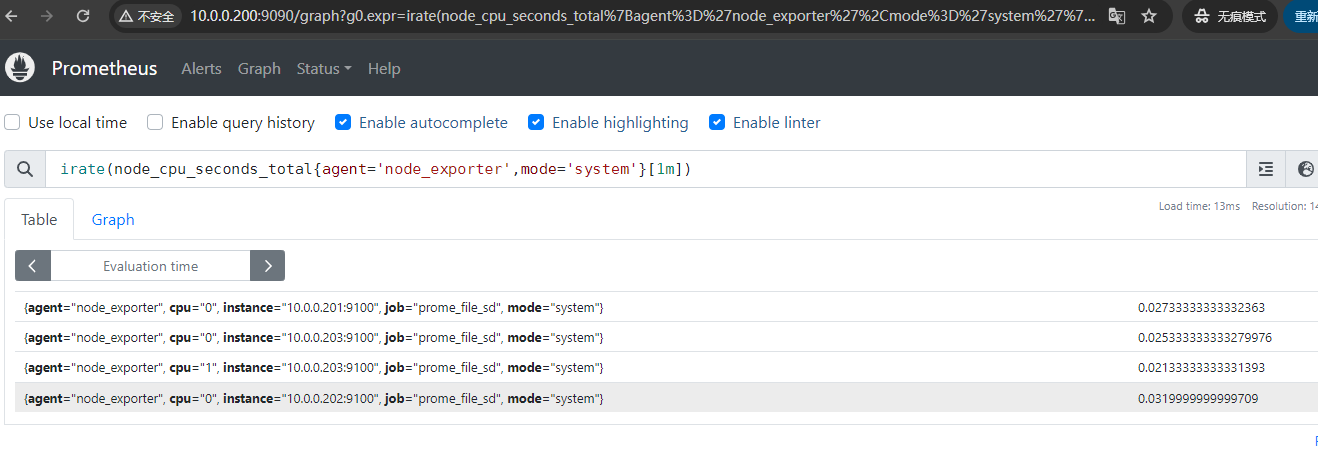 不安全 10.0.0.200:9090/graph?g0.expr=irate(node_cpu_seconds_total%7Bagent%3D%27node_exporter%27%2Cmode%3D%27system%27%7... 无痕模式 重新
Prometheus Alerts Graph Status Help
Use local time Enable query history Enable autocomplete Enable highlighting Enable linter
irate(node_cpu_seconds_total{agent='node_exporter',mode='system'}[1m])
Table Graph Load time: 13ms Resolution: 14
Evaluation time
{agent="node_exporter", cpu="0", instance="10.0.0.201:9100", job="prome_file_sd", mode="system"} 0.02733333333332363
{agent="node_exporter", cpu="0", instance="10.0.0.203:9100", job="prome_file_sd", mode="system"} 0.025333333333279976
{agent="node_exporter", cpu="1", instance="10.0.0.203:9100", job="prome_file_sd", mode="system"} 0.02133333333331393
{agent="node_exporter", cpu="0", instance="10.0.0.202:9100", job="prome_file_sd", mode="system"} 0.0319999999999709